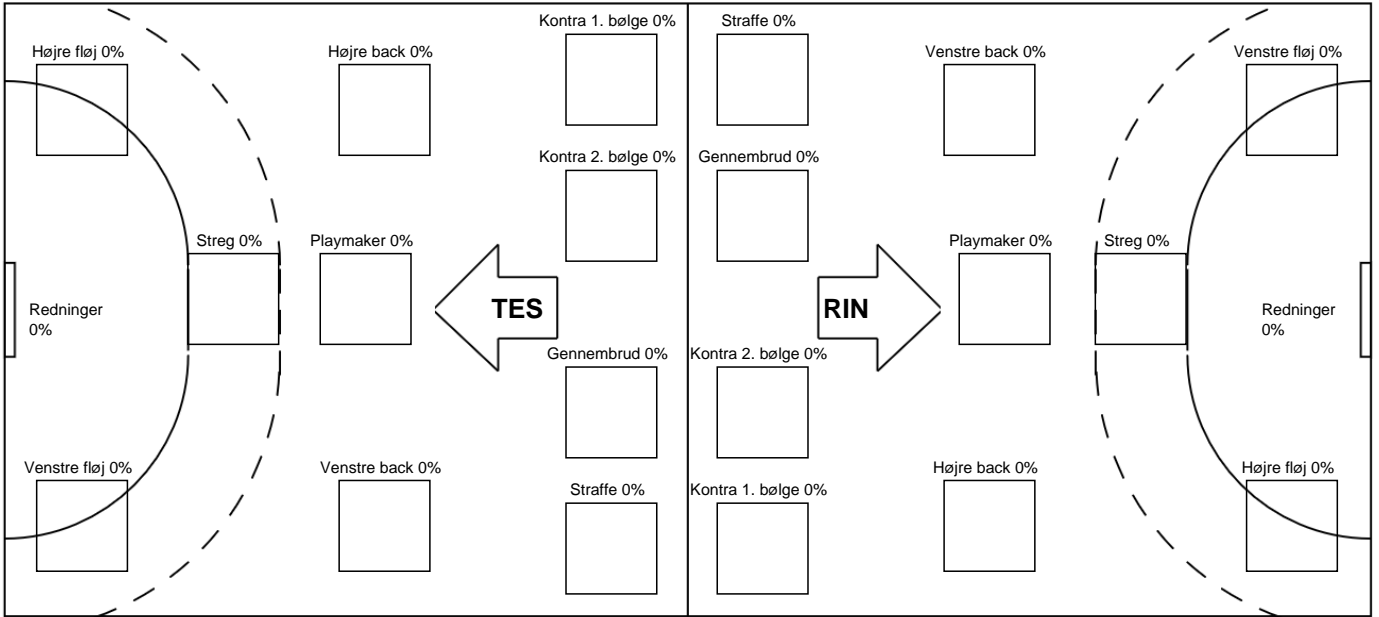 Kontra 1. bølge 0%
Straffe 0%
Højre fløj 0%
Højre back 0%
Venstre back 0%
Venstre fløj 0%
Kontra 2. bølge 0%
Gennembrud 0%
Streg 0%
Playmaker 0%
Playmaker 0%
Streg 0%
Redninger
0%
TES
RIN
Redninger
0%
Gennembrud 0%
Kontra 2. bølge 0%
Venstre fløj 0%
Venstre back 0%
Straffe 0%
Kontra 1. bølge 0%
Højre back 0%
Højre fløj 0%